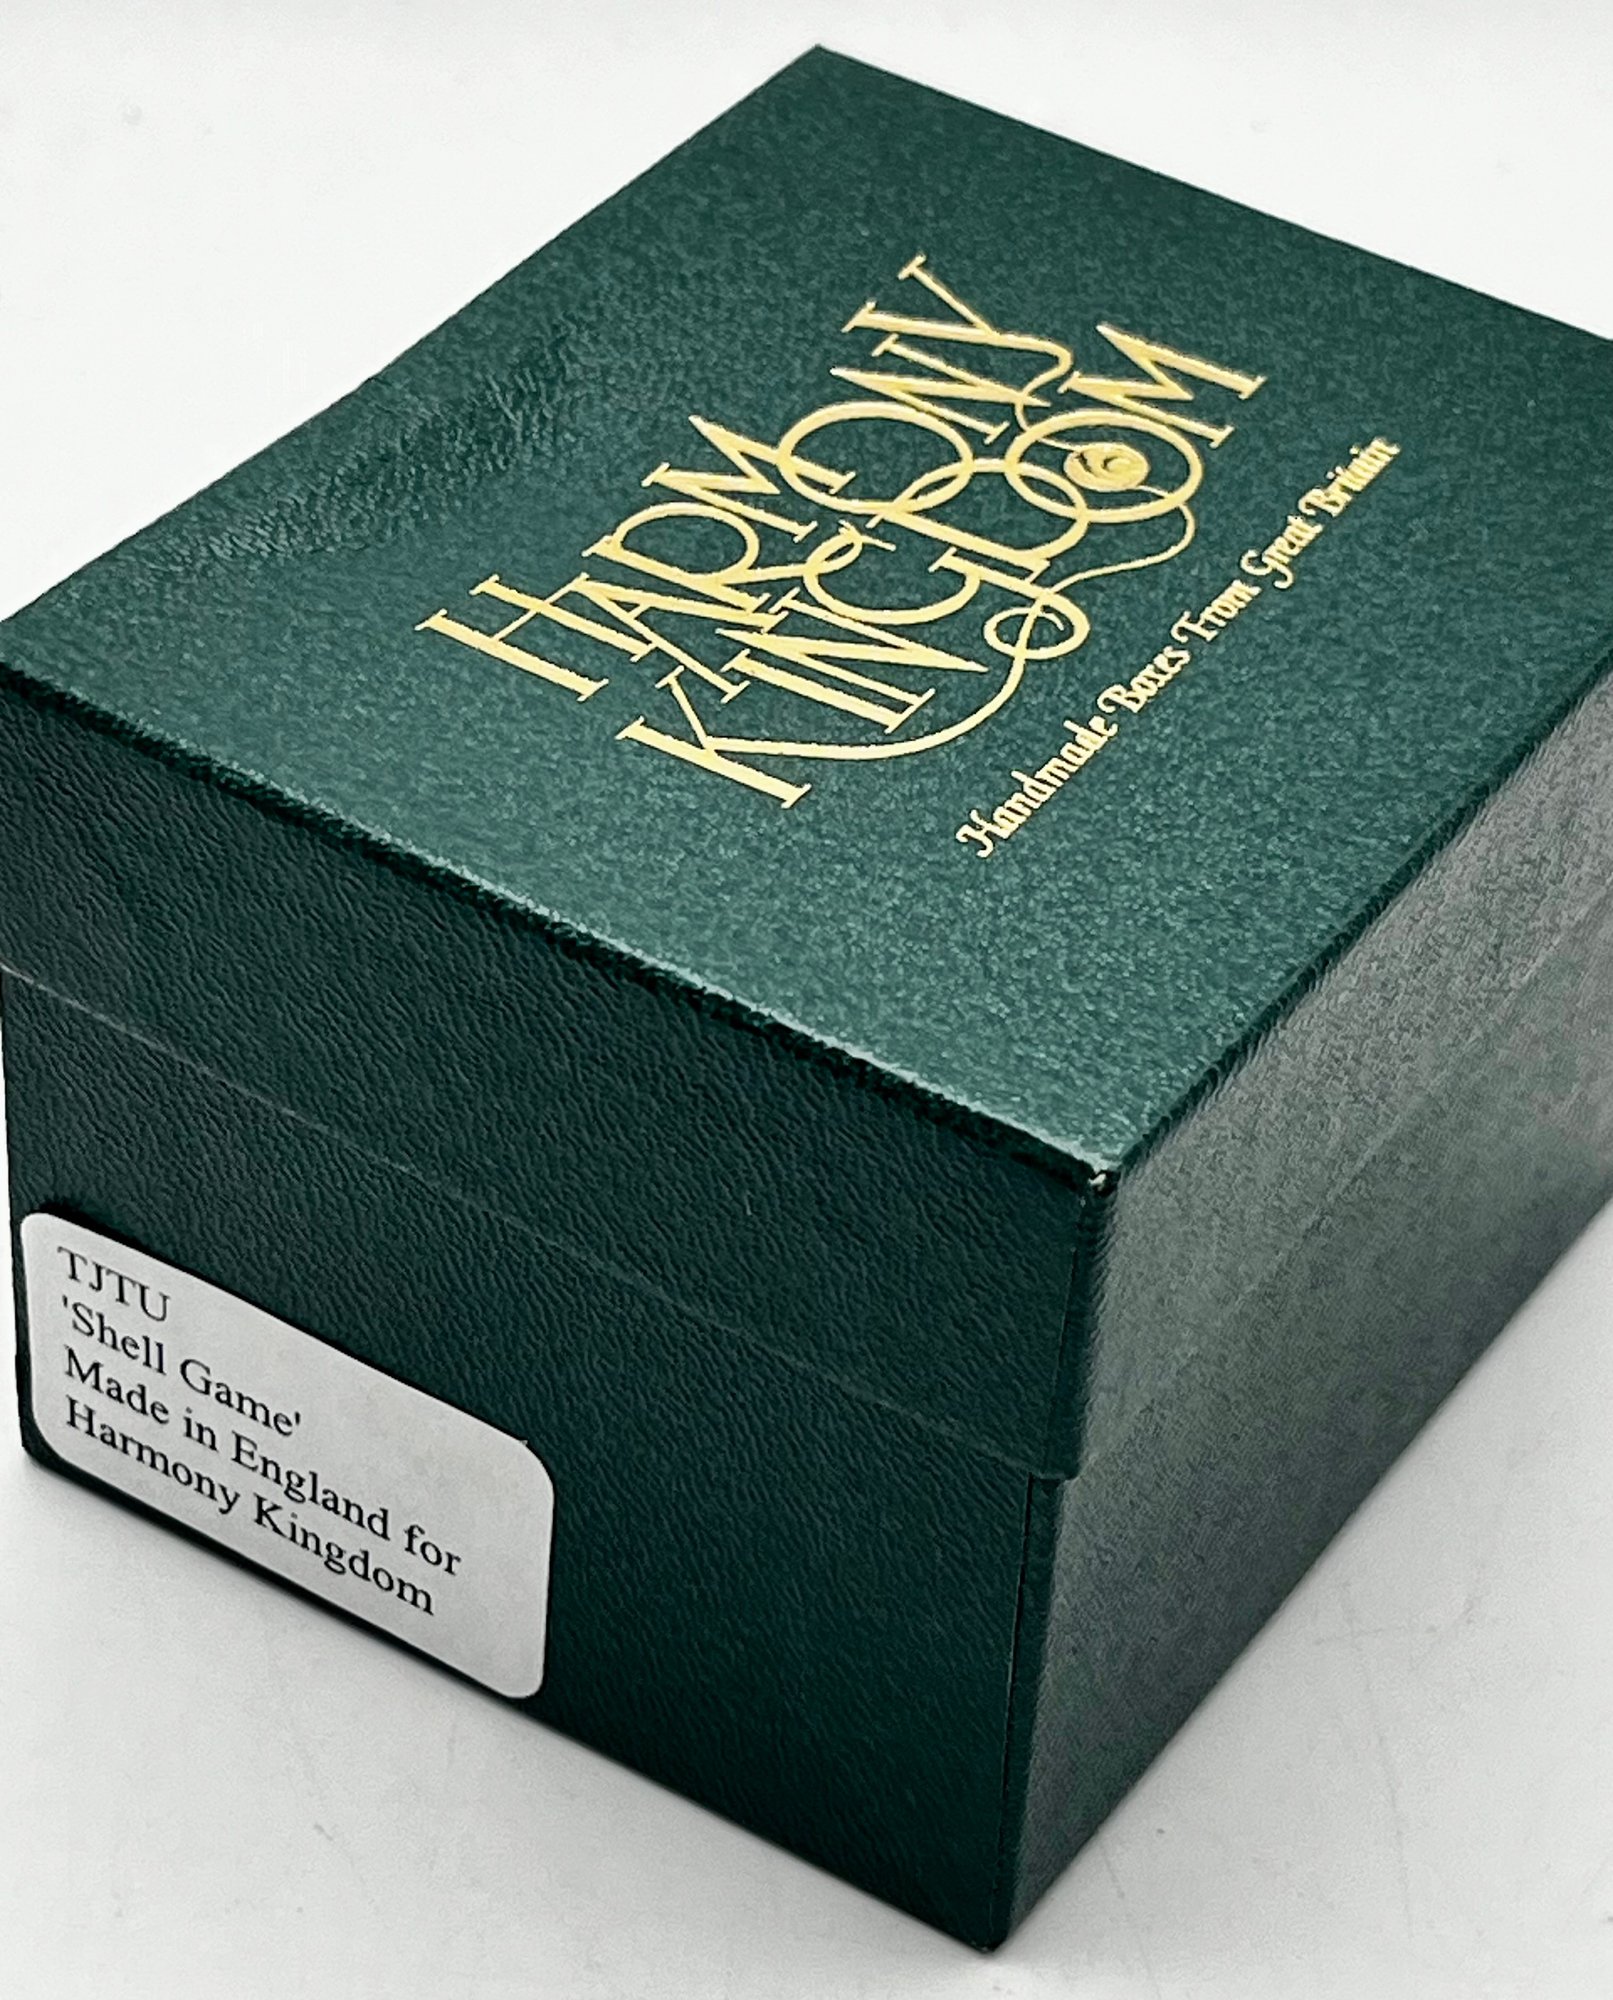 HARMONY
KINGDOM
Handmade Boxes From Great Britain
TJTU
'Shell Game'
Made in England for
Harmony Kingdom